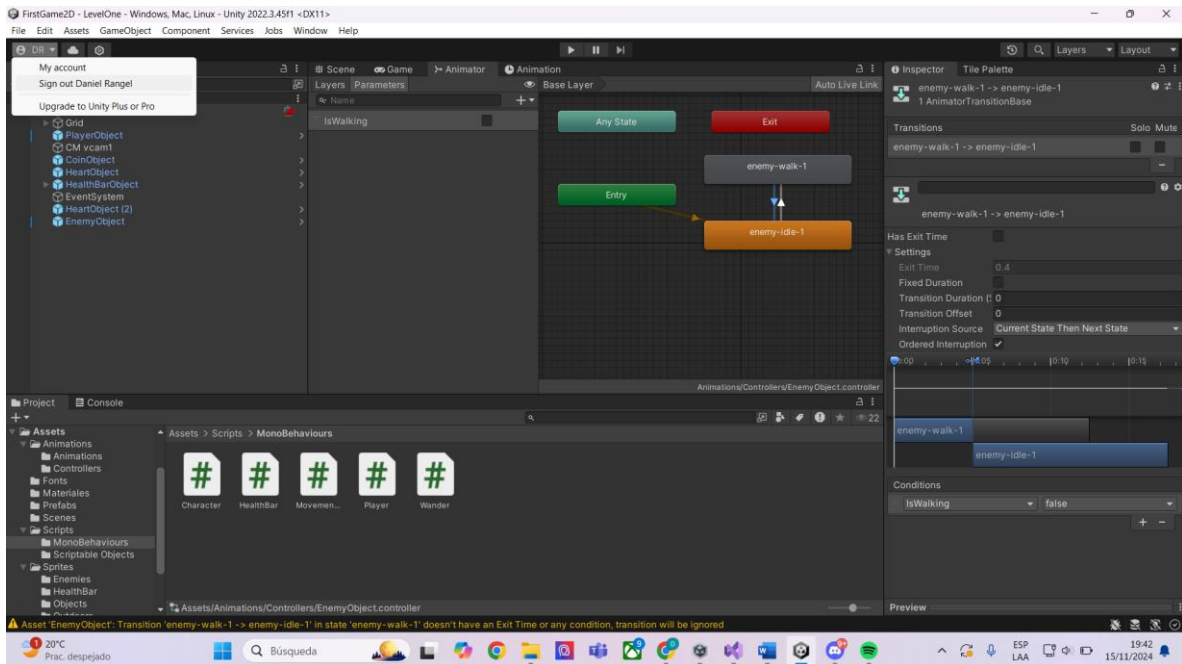 FirstGame2D - LevelOne - Windows, Mac, Linux - Unity 2022.3.45f1 <DX11>
File Edit Assets GameObject Component Services Jobs Window Help
DR
Layers Layout
My account
Sign out Daniel Rangel
Upgrade to Unity Plus or Pro
Grid
PlayerObject
CM vcam1
CoinObject
HeartObject
HealthBarObject
EventSystem
HeartObject (2)
EnemyObject
Scene Game Animator Animation
Layers Parameters Base Layer Auto Live Link
Name
IsWalking
Any State
Exit
enemy-walk-1
Entry
enemy-idle-1
Animations/Controllers/EnemyObject.controller
Inspector Tile Palette
enemy-walk-1 -> enemy-idle-1
1 AnimatorTransitionBase
Transitions Solo Mute
enemy-walk-1 -> enemy-idle-1
enemy-walk-1 -> enemy-idle-1
Has Exit Time
Settings
Exit Time 0.4
Fixed Duration
Transition Duration (: 0
Transition Offset 0
Interruption Source Current State Then Next State
Ordered Interruption
0:00 0:05 0:10 0:15
enemy-walk-1
enemy-idle-1
Conditions
IsWalking false
Preview
Project Console
22
Assets
Animations
Animations
Controllers
Fonts
Materiales
Prefabs
Scenes
Scripts
MonoBehaviours
Scriptable Objects
Sprites
Enemies
HealthBar
Objects
Assets > Scripts > MonoBehaviours
Character HealthBar Movemen... Player Wander
Assets/Animations/Controllers/EnemyObject.controller
Asset 'EnemyObject': Transition 'enemy-walk-1 -> enemy-idle-1' in state 'enemy-walk-1' doesn't have an Exit Time or any condition, transition will be ignored
20°C
Prac. despejado
Búsqueda
ESP
LAA
19:42
15/11/2024